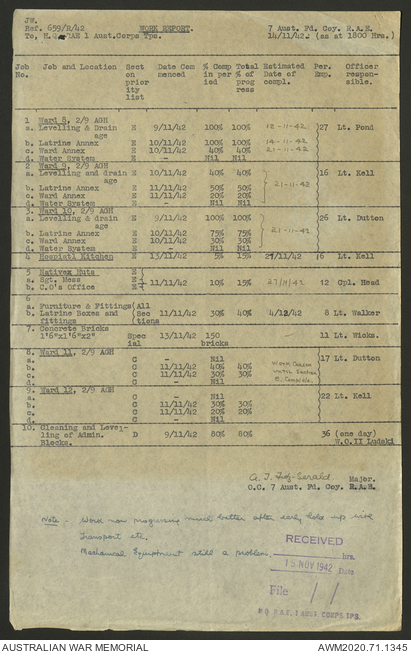 JW.
Ref. 659/R/42 WORK REPORT. 7 Aust. Fd. Coy. R.A.E.
To, H.Q. RAE 1 Aust.Corps Tps. 14/11/42. (as at 1800 Hrs.)
Job No. Job and Location Sect on prior ity list Date Com menced % Comp in per iod Total % of prog ress Estimated Date of compl. Per. Emp. Officer respon- sible.
1 Ward 8, 2/9 AGH
a. Levelling & Drain age E 9/11/42 100% 100% 12-11-42 27 Lt. Pond
b. Latrine Annex E 10/11/42 100% 100% 14-11-42
c. Ward Annex E 10/11/42 40% 40% 21-11-42
d. Water System E - Nil Nil
2 Ward 9, 2/9 AGH
a. Levelling and drain age E 10/11/42 40% 40% 16 Lt. Kell
b. Latrine Annex E 11/11/42 50% 50% 21-11-42
c. Ward Annex E 11/11/42 20% 20%
d. Water System E - Nil Nil
3 Ward 10, 2/9 AGH
a. Levelling & drain age E 9/11/42 100% 100% 26 Lt. Dutton
b. Latrine Annex E 10/11/42 75% 75% 21-11-42
c. Ward Annex E 10/11/42 30% 30%
d. Water System E - Nil Nil
4 Hospital Kitchen E 13/11/42 5% 15% 27/11/42 6 Lt. Kell
5 Natives Huts E
a. Sgt. Mess E 11/11/42 10% 15% 27/11/42 12 Cpl. Head
b. C.O's Office E
6
a. Furniture & Fittings (All
b. Latrine Boxes and fittings (Sec tions 11/11/42 30% 40% 4/12/42 8 Lt. Walker
7. Concrete Bricks 1'6"x1'6"x2" Spec ial 13/11/42 150 bricks 11 Lt. Wicks.
8. Ward 11, 2/9 AGH
a. C - Nil 17 Lt. Dutton
b. C 11/11/42 40% 40%
c. C 11/11/42 30% 30%
d. C - Nil
9. Ward 12, 2/9 AGH
a. C - Nil 22 Lt. Kell
b. C 11/11/42 30% 30%
c. C 11/11/42 20% 20%
d. C - Nil
10. Cleaning and Level- ling of Admin. Blocks. D 9/11/42 80% 80% 36 (one day) W.O.II Ludski
Major.
O.C. 7 Aust. Fd. Coy. R.A.E.
Note - Work now progressing much better after early hold up with
Transport etc.
Mechanical Equipment still a problem.
RECEIVED
hrs.
15 NOV 1942 Date
File / /
H.Q. R.A.E. 1 AUST. CORPS. TPS.
AUSTRALIAN WAR MEMORIAL AWM2020.71.1345